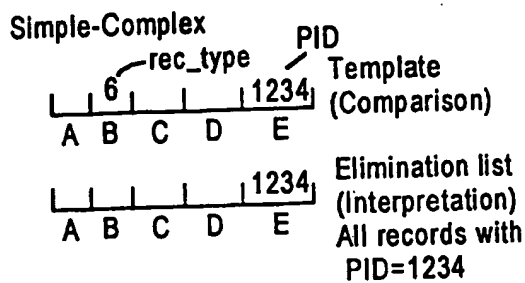 Simple-Complex
PID
6 rec_type
1234 Template
(Comparison)
A B C D E
1234 Elimination list
(Interpretation)
A B C D E
All records with
PID=1234